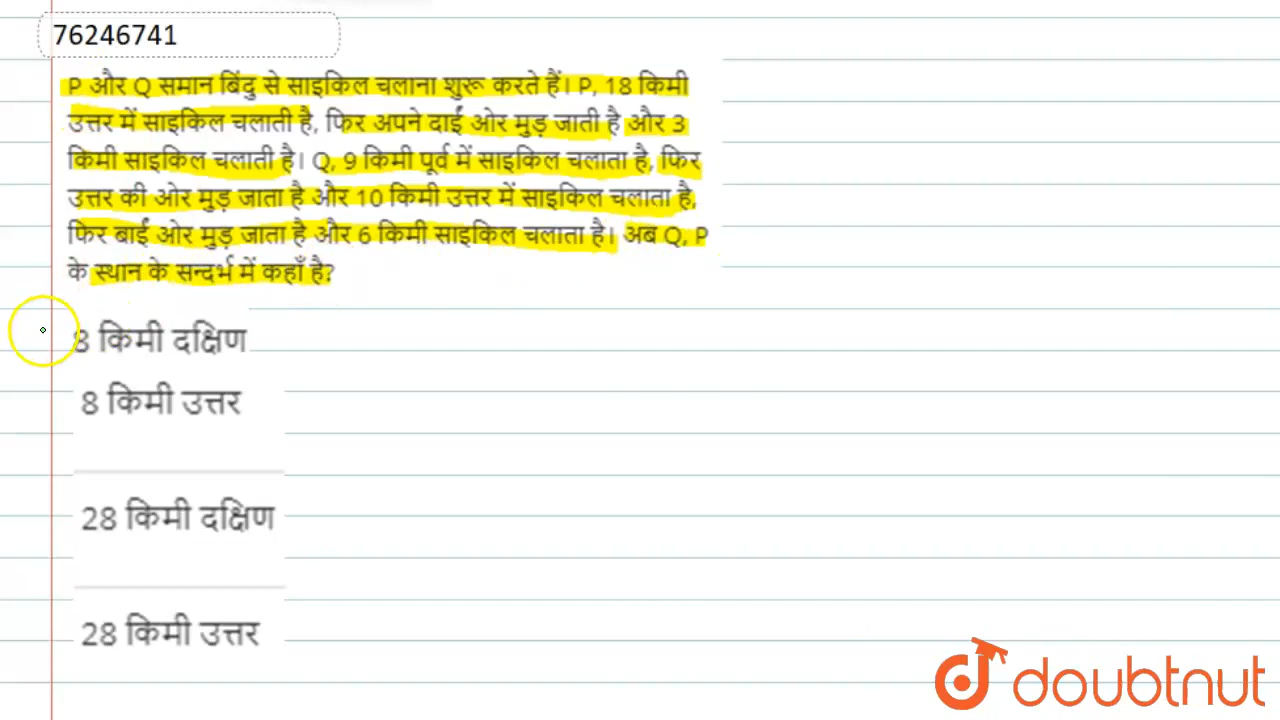 76246741
P और Q समान बिंदु से साइकिल चलाना शुरू करते हैं। P, 18 किमी
उत्तर में साइकिल चलाती है, फिर अपने दाईं ओर मुड़ जाती है और 3
किमी साइकिल चलाती है। Q, 9 किमी पूर्व में साइकिल चलाता है, फिर
उत्तर की ओर मुड़ जाता है और 10 किमी उत्तर में साइकिल चलाता है,
फिर बाईं ओर मुड़ जाता है और 6 किमी साइकिल चलाता है। अब Q, P
के स्थान के सन्दर्भ में कहाँ है?
8 किमी दक्षिण
8 किमी उत्तर
28 किमी दक्षिण
28 किमी उत्तर
doubtnut